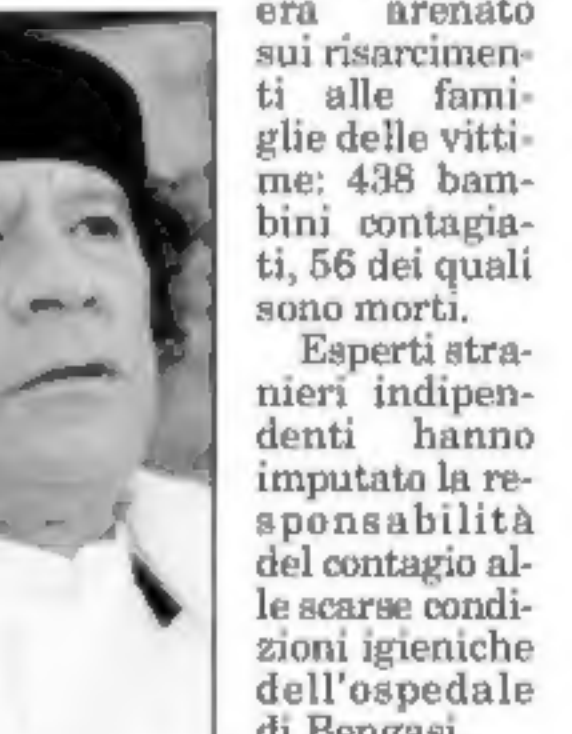 era arenato
sui risarcimen-
ti alle fami-
glie delle vitti-
me: 438 bam-
bini contagia-
ti, 56 dei quali
sono morti.
Esperti stra-
nieri indipen-
denti hanno
imputato la re-
sponsabilità
del contagio al-
le scarse condi-
zioni igieniche
dell'ospedale
di Bengasi